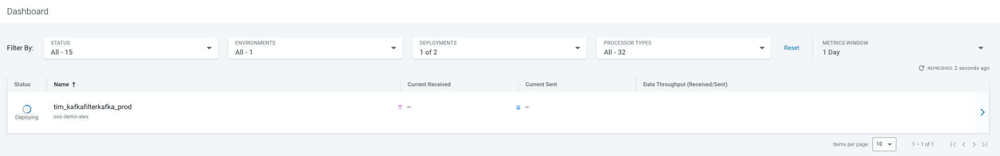 Dashboard
Filter By:
STATUS
All - 15
ENVIRONMENTS
All - 1
DEPLOYMENTS
1 of 2
PROCESSOR TYPES
All - 32
Reset
METRICS WINDOW
1 Day
REFRESHED: 2 seconds ago
Status Name ↑ Current Received Current Sent Data Throughput (Received/Sent)
tim_kafkafilterkafka_prod -- --
Deploying oss-demo-aws
Items per page: 10 1 – 1 of 1